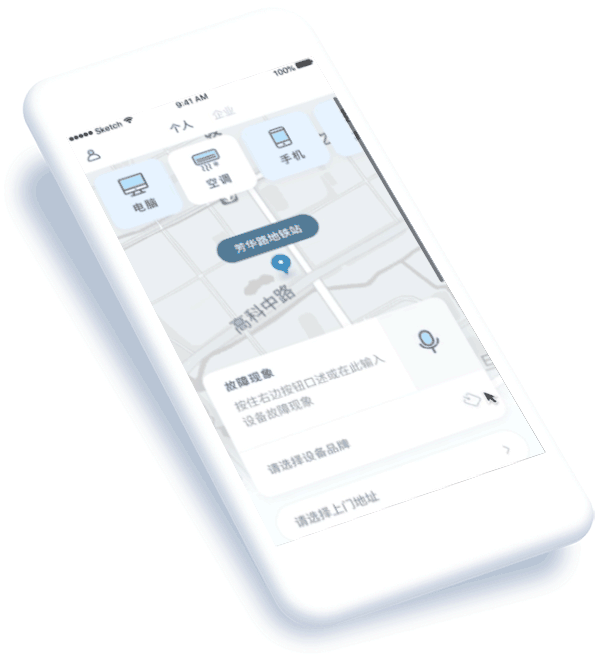 Sketch 9:41 AM 100%
个人 企业
电脑 空调 手机
芳华路地铁站
高科中路
故障现象
按住右边按钮口述或在此输入
设备故障现象
请选择设备品牌
请选择上门地址